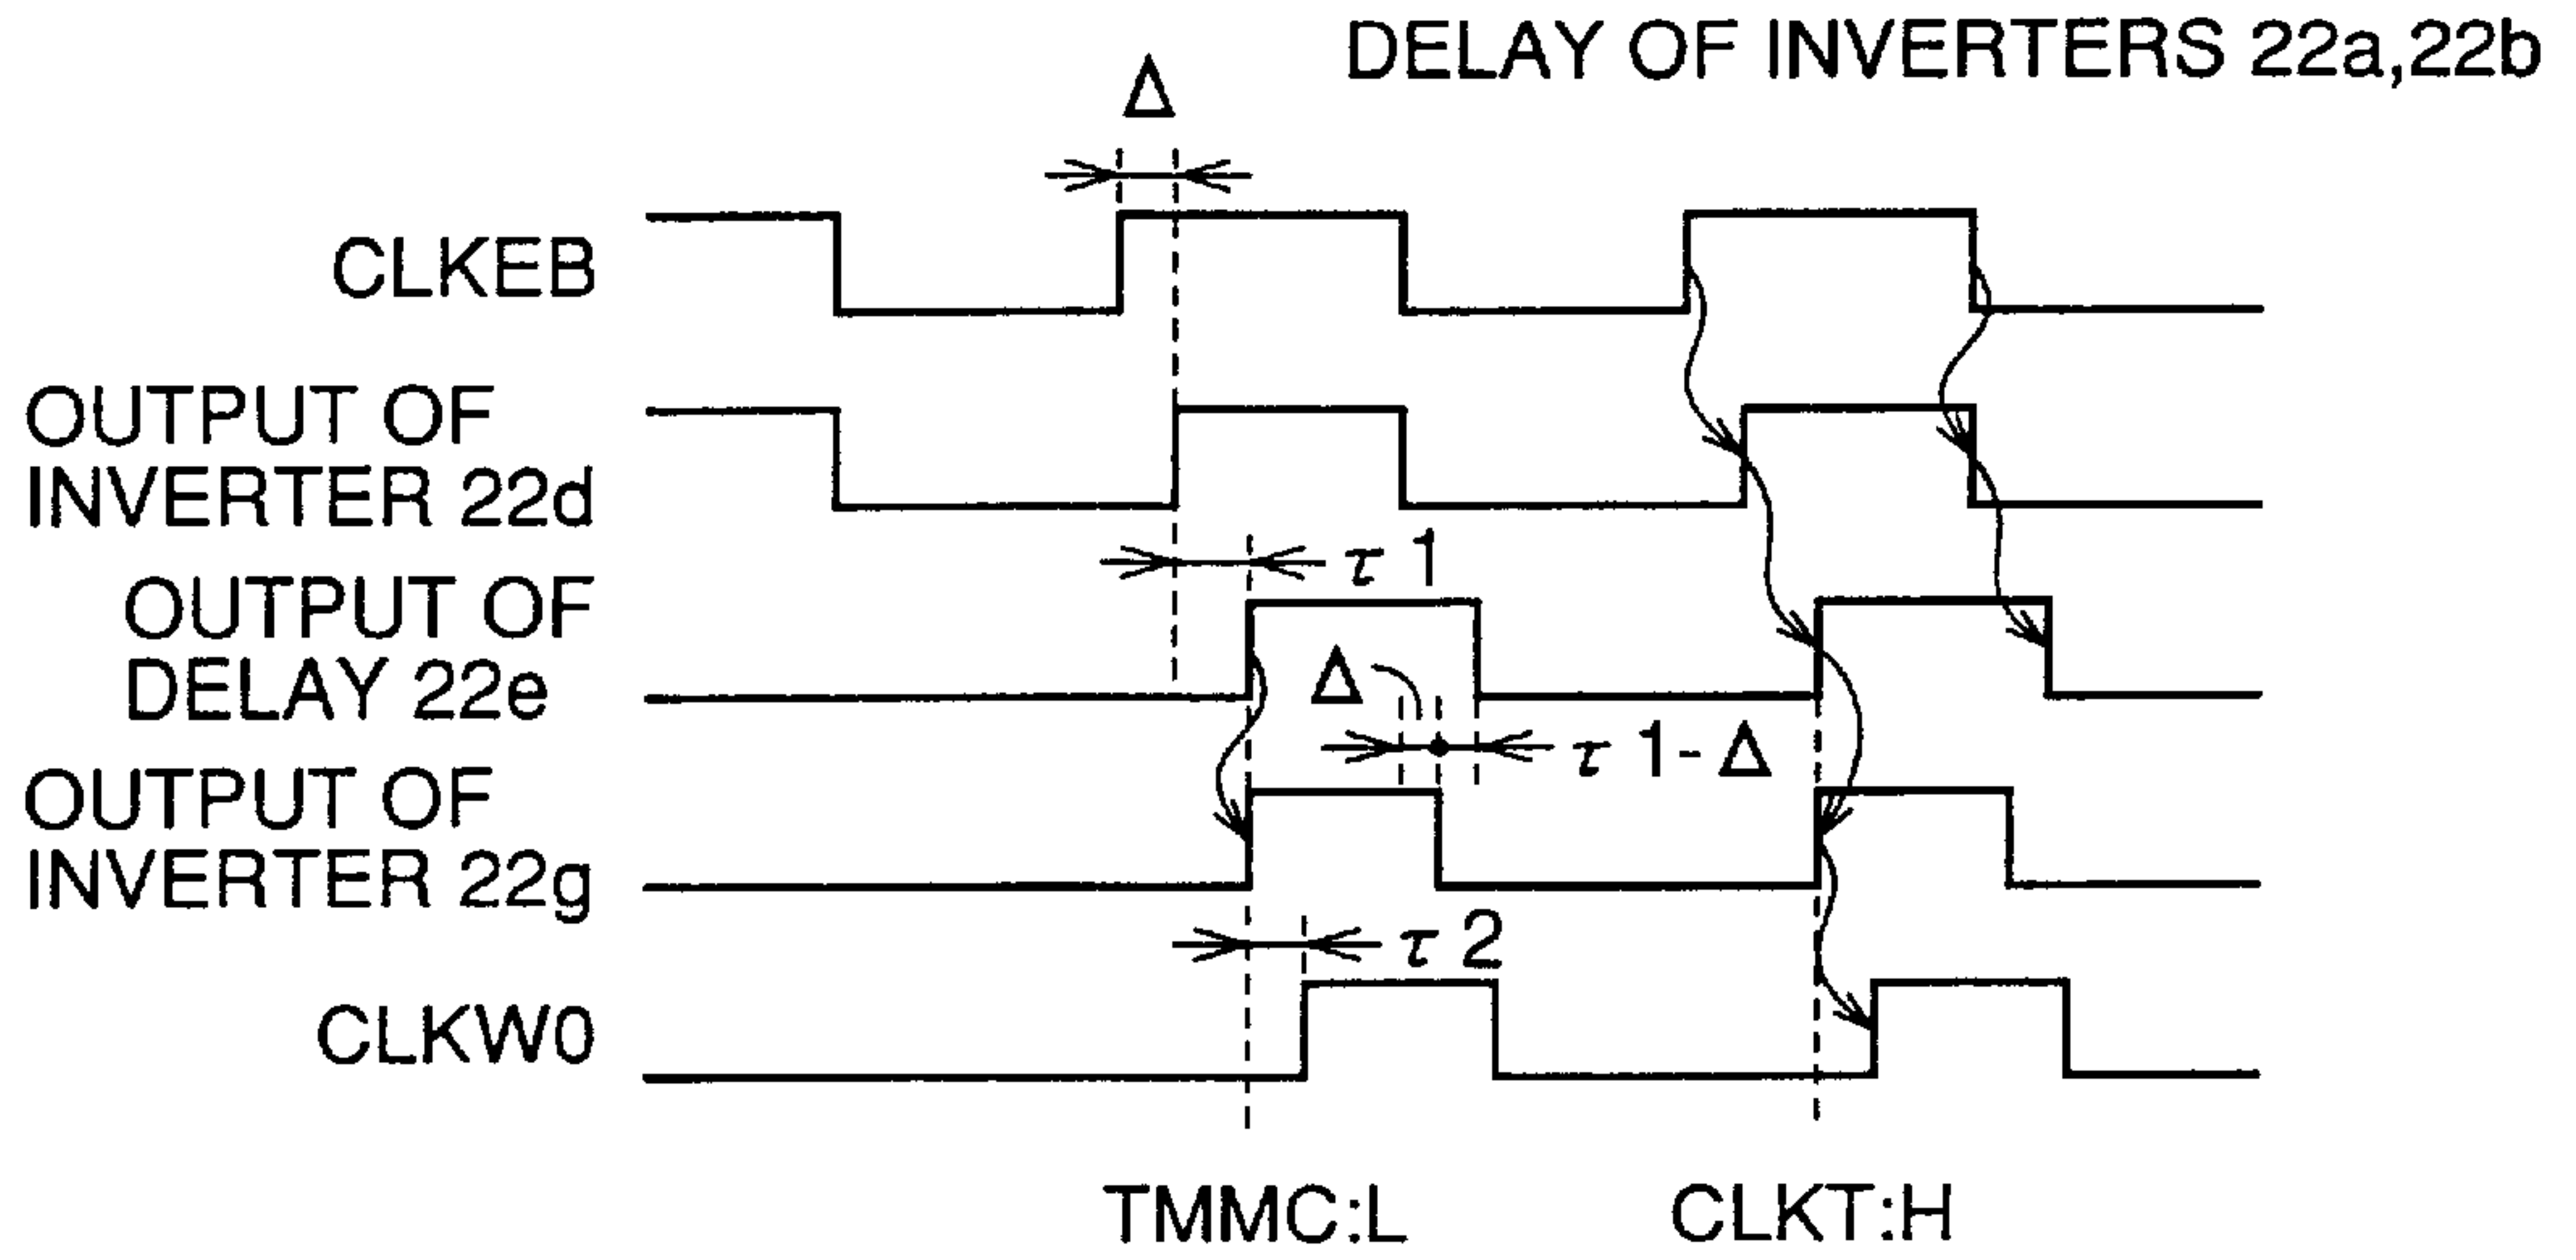 DELAY OF INVERTERS 22a,22b
Δ
CLKEB
OUTPUT OF
INVERTER 22d
τ 1
OUTPUT OF
DELAY 22e
Δ
τ 1-Δ
OUTPUT OF
INVERTER 22g
τ 2
CLKW0
TMMC:L
CLKT:H